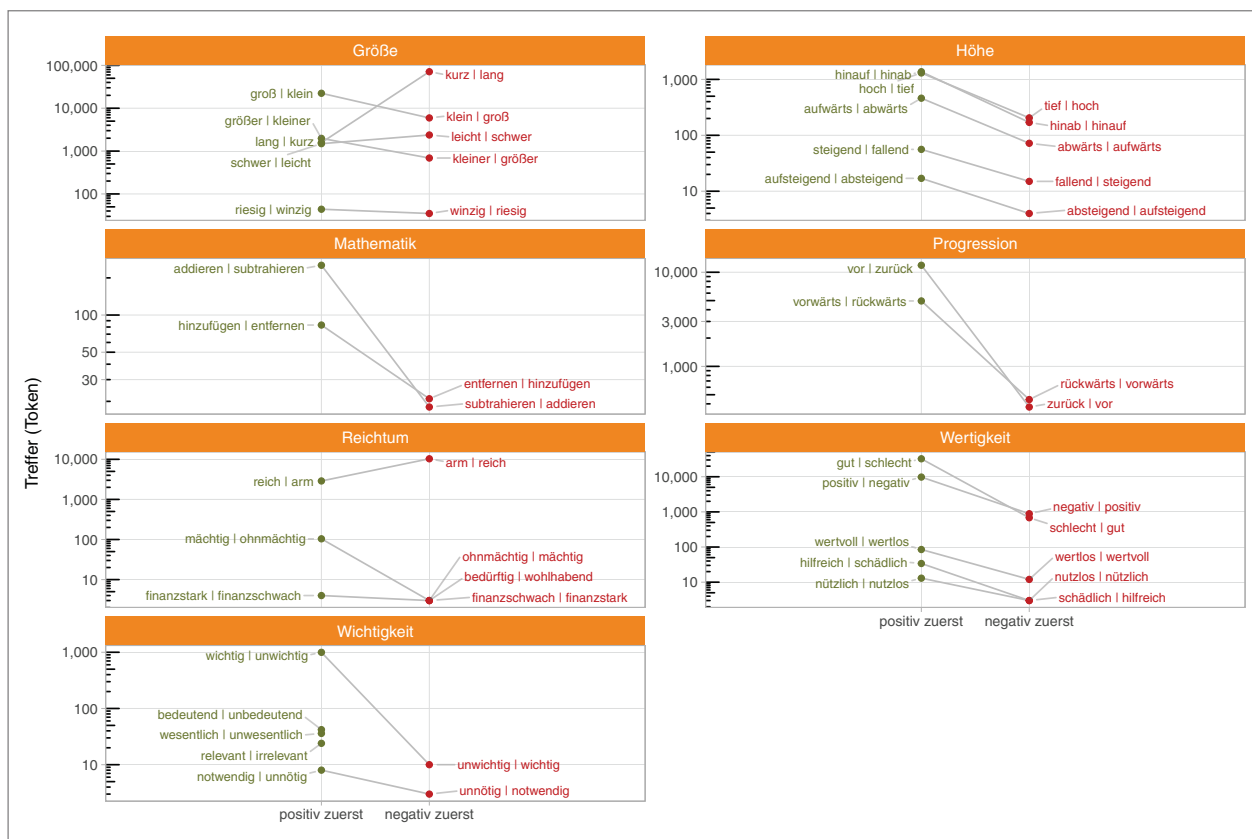 Treffer (Token)
Größe
100,000
10,000
1,000
100
groß | klein
größer | kleiner
lang | kurz
schwer | leicht
riesig | winzig
kurz | lang
klein | groß
leicht | schwer
kleiner | größer
winzig | riesig
Höhe
1,000
100
10
hinauf | hinab
hoch | tief
aufwärts | abwärts
steigend | fallend
aufsteigend | absteigend
tief | hoch
hinab | hinauf
abwärts | aufwärts
fallend | steigend
absteigend | aufsteigend
Mathematik
100
50
30
addieren | subtrahieren
hinzufügen | entfernen
entfernen | hinzufügen
subtrahieren | addieren
Progression
10,000
3,000
1,000
vor | zurück
vorwärts | rückwärts
rückwärts | vorwärts
zurück | vor
Reichtum
10,000
1,000
100
10
reich | arm
mächtig | ohnmächtig
finanzstark | finanzschwach
arm | reich
ohnmächtig | mächtig
bedürftig | wohlhabend
finanzschwach | finanzstark
Wertigkeit
10,000
1,000
100
10
gut | schlecht
positiv | negativ
wertvoll | wertlos
hilfreich | schädlich
nützlich | nutzlos
negativ | positiv
schlecht | gut
wertlos | wertvoll
nutzlos | nützlich
schädlich | hilfreich
positiv zuerst
negativ zuerst
Wichtigkeit
1,000
100
10
wichtig | unwichtig
bedeutend | unbedeutend
wesentlich | unwesentlich
relevant | irrelevant
notwendig | unnötig
unwichtig | wichtig
unnötig | notwendig
positiv zuerst
negativ zuerst